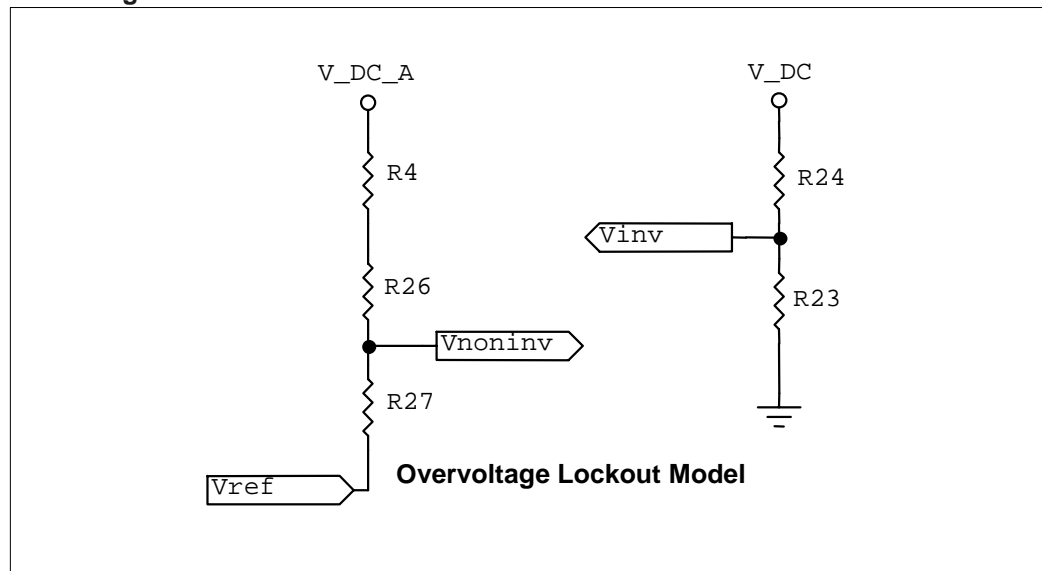 V_DC_A
V_DC
R4
R24
Vinv
R26
R23
Vnoninv
R27
Vref
Overvoltage Lockout Model